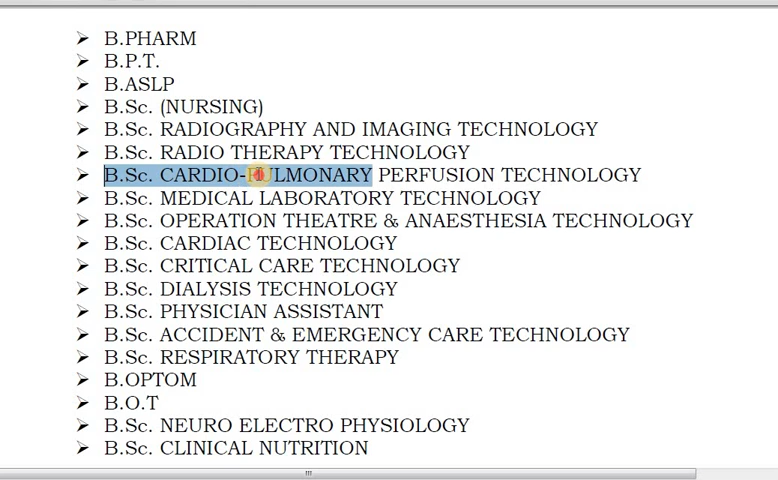 B.PHARM
B.P.T.
B.ASLP
B.Sc. (NURSING)
B.Sc. RADIOGRAPHY AND IMAGING TECHNOLOGY
B.Sc. RADIO THERAPY TECHNOLOGY
B.Sc. CARDIO-PULMONARY PERFUSION TECHNOLOGY
B.Sc. MEDICAL LABORATORY TECHNOLOGY
B.Sc. OPERATION THEATRE & ANAESTHESIA TECHNOLOGY
B.Sc. CARDIAC TECHNOLOGY
B.Sc. CRITICAL CARE TECHNOLOGY
B.Sc. DIALYSIS TECHNOLOGY
B.Sc. PHYSICIAN ASSISTANT
B.Sc. ACCIDENT & EMERGENCY CARE TECHNOLOGY
B.Sc. RESPIRATORY THERAPY
B.OPTOM
B.O.T
B.Sc. NEURO ELECTRO PHYSIOLOGY
B.Sc. CLINICAL NUTRITION